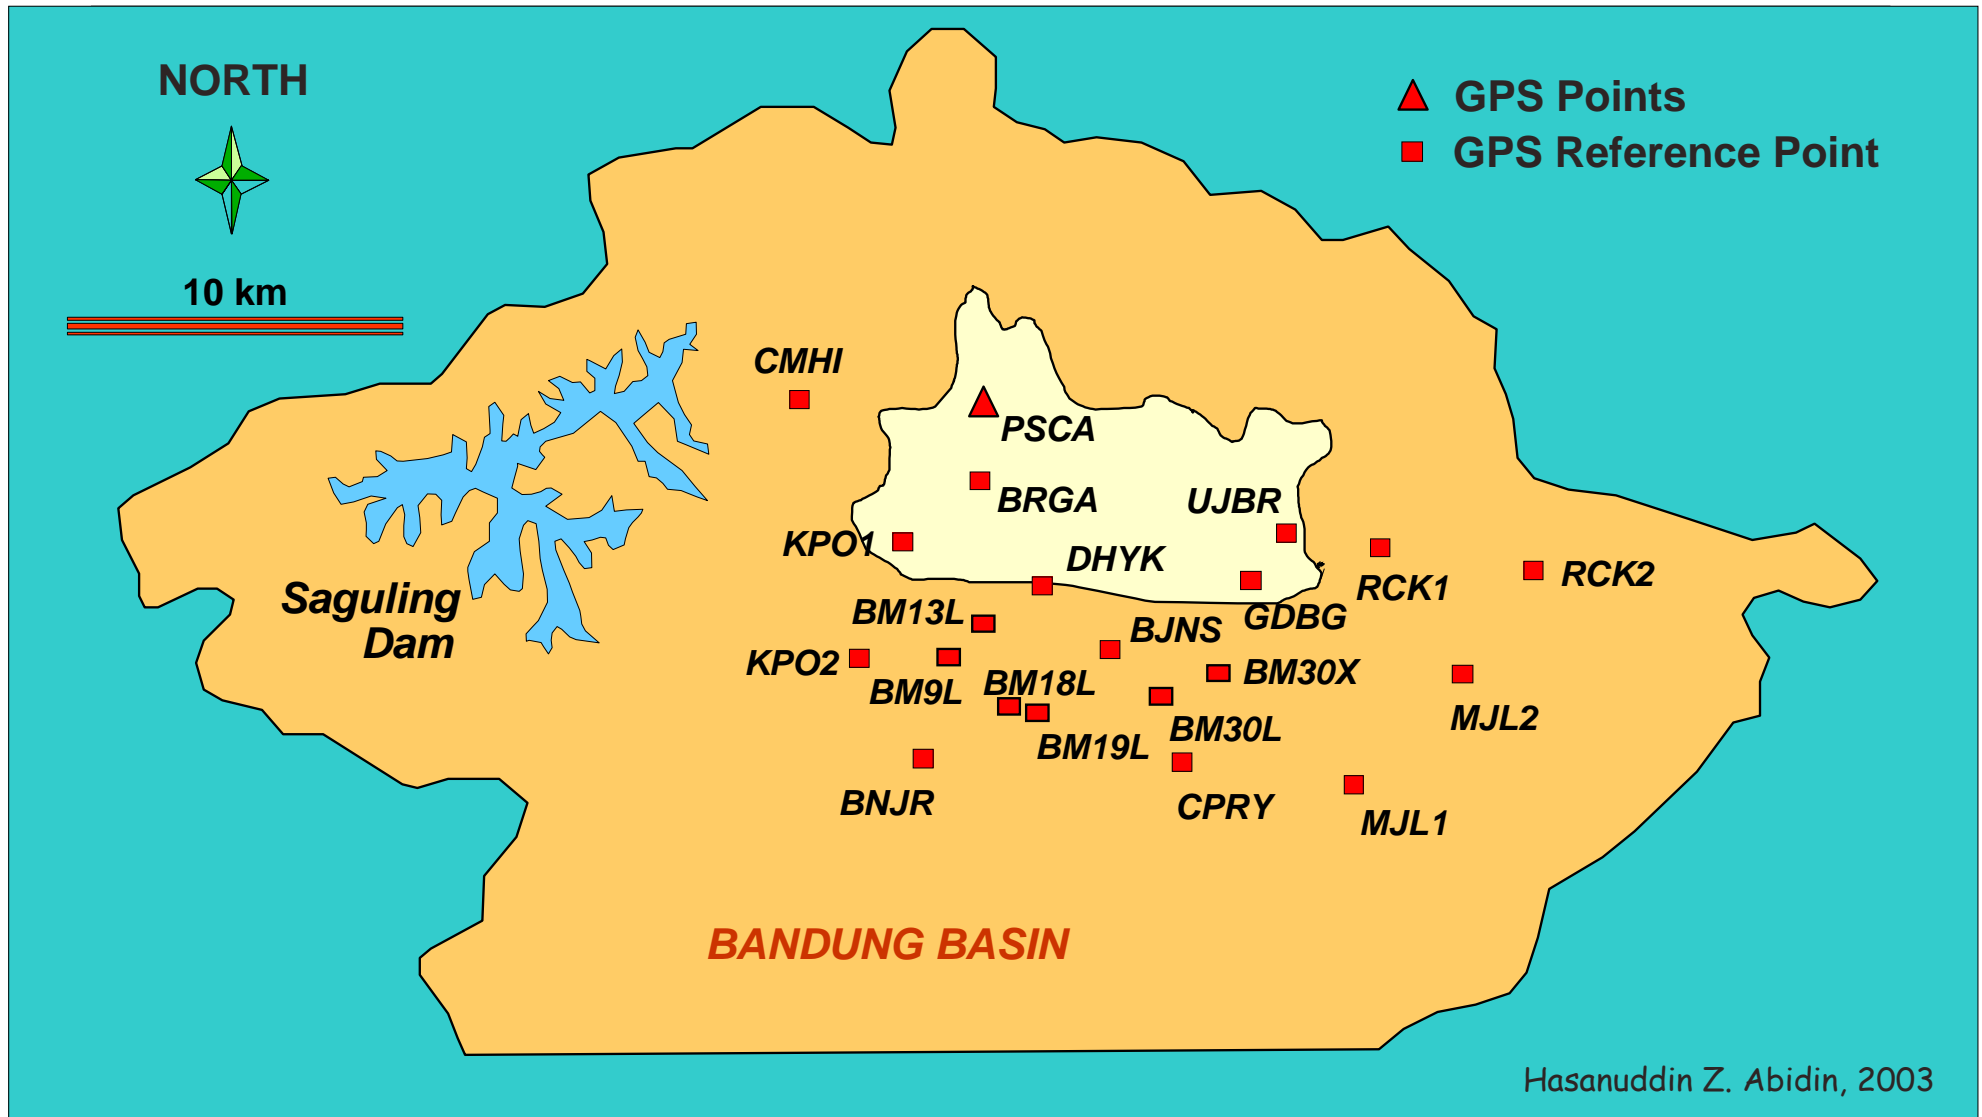 NORTH
10 km
GPS Points
GPS Reference Point
CMHI
PSCA
BRGA
UJBR
KPO1
DHYK
RCK1
RCK2
Saguling
Dam
BM13L
GDBG
BJNS
KPO2
BM9L
BM18L
BM30X
MJL2
BM19L
BM30L
BNJR
CPRY
MJL1
BANDUNG BASIN
Hasanuddin Z. Abidin, 2003